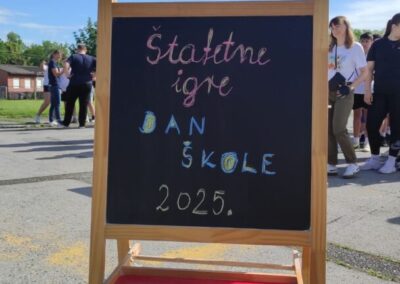 Štafetne
igre
DAN
ŠKOLE
2025.